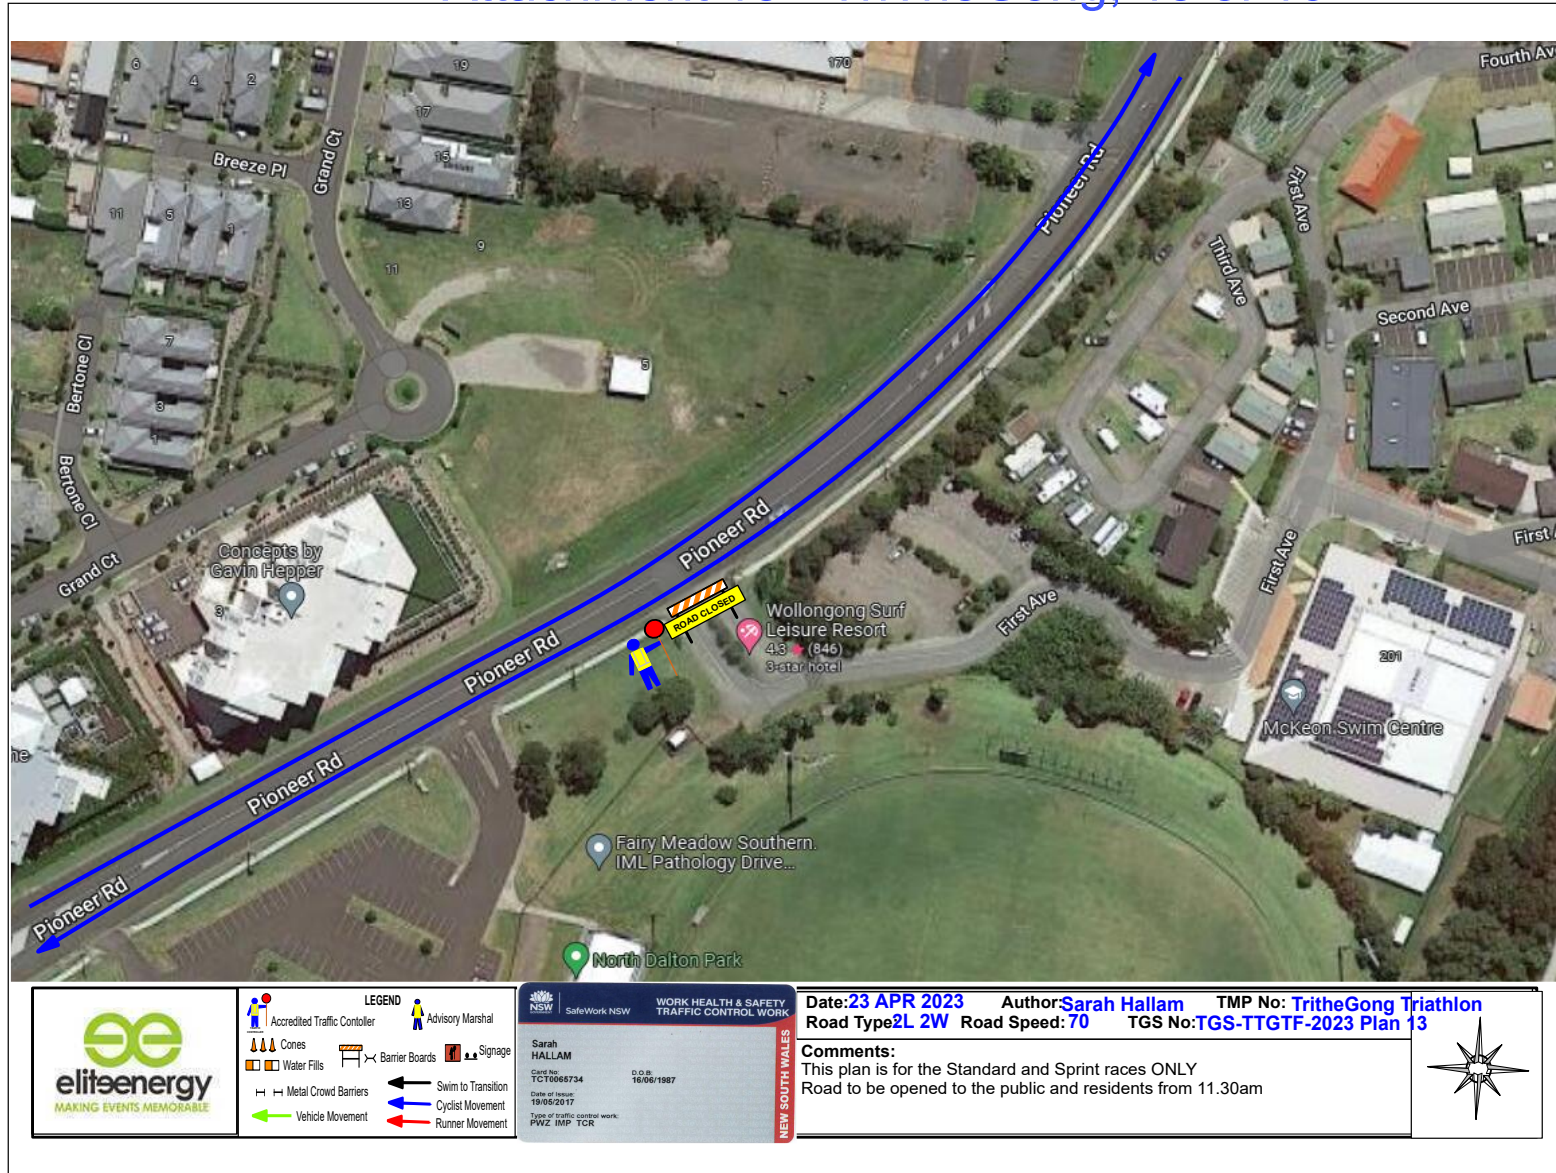 6
4
2
19
17
15
13
170
Fourth Av
Breeze Pl
Grand Ct
Pioneer Rd
First Ave
11
5
1
9
11
Third Ave
Second Ave
7
3
1
5
Bertone Cl
Bertone Cl
Grand Ct
Concepts by
Gavin Hepper
3
Pioneer Rd
First
First Ave
First Ave
ROAD CLOSED
Wollongong Surf
Leisure Resort
4.3 ★ (846)
3-star hotel
Pioneer Rd
201
McKeon Swim Centre
ne
Pioneer Rd
Fairy Meadow Southern.
IML Pathology Drive...
Pioneer Rd
North Dalton Park
eliteenergy
MAKING EVENTS MEMORABLE
LEGEND
Accredited Traffic Contoller
Advisory Marshal
Cones
Water Fills
Barrier Boards
Signage
Metal Crowd Barriers
Swim to Transition
Cyclist Movement
Vehicle Movement
Runner Movement
NSW
SafeWork NSW
WORK HEALTH & SAFETY
TRAFFIC CONTROL WORK
Sarah
HALLAM
Card No:
TCT0065734
D.O.B:
16/06/1987
Date of Issue:
19/05/2017
Type of traffic control work:
PWZ IMP TCR
NEW SOUTH WALES
Date:23 APR 2023 Author:Sarah Hallam TMP No: TritheGong Triathlon
Road Type2L 2W Road Speed: 70 TGS No:TGS-TTGTF-2023 Plan 13
Comments:
This plan is for the Standard and Sprint races ONLY
Road to be opened to the public and residents from 11.30am